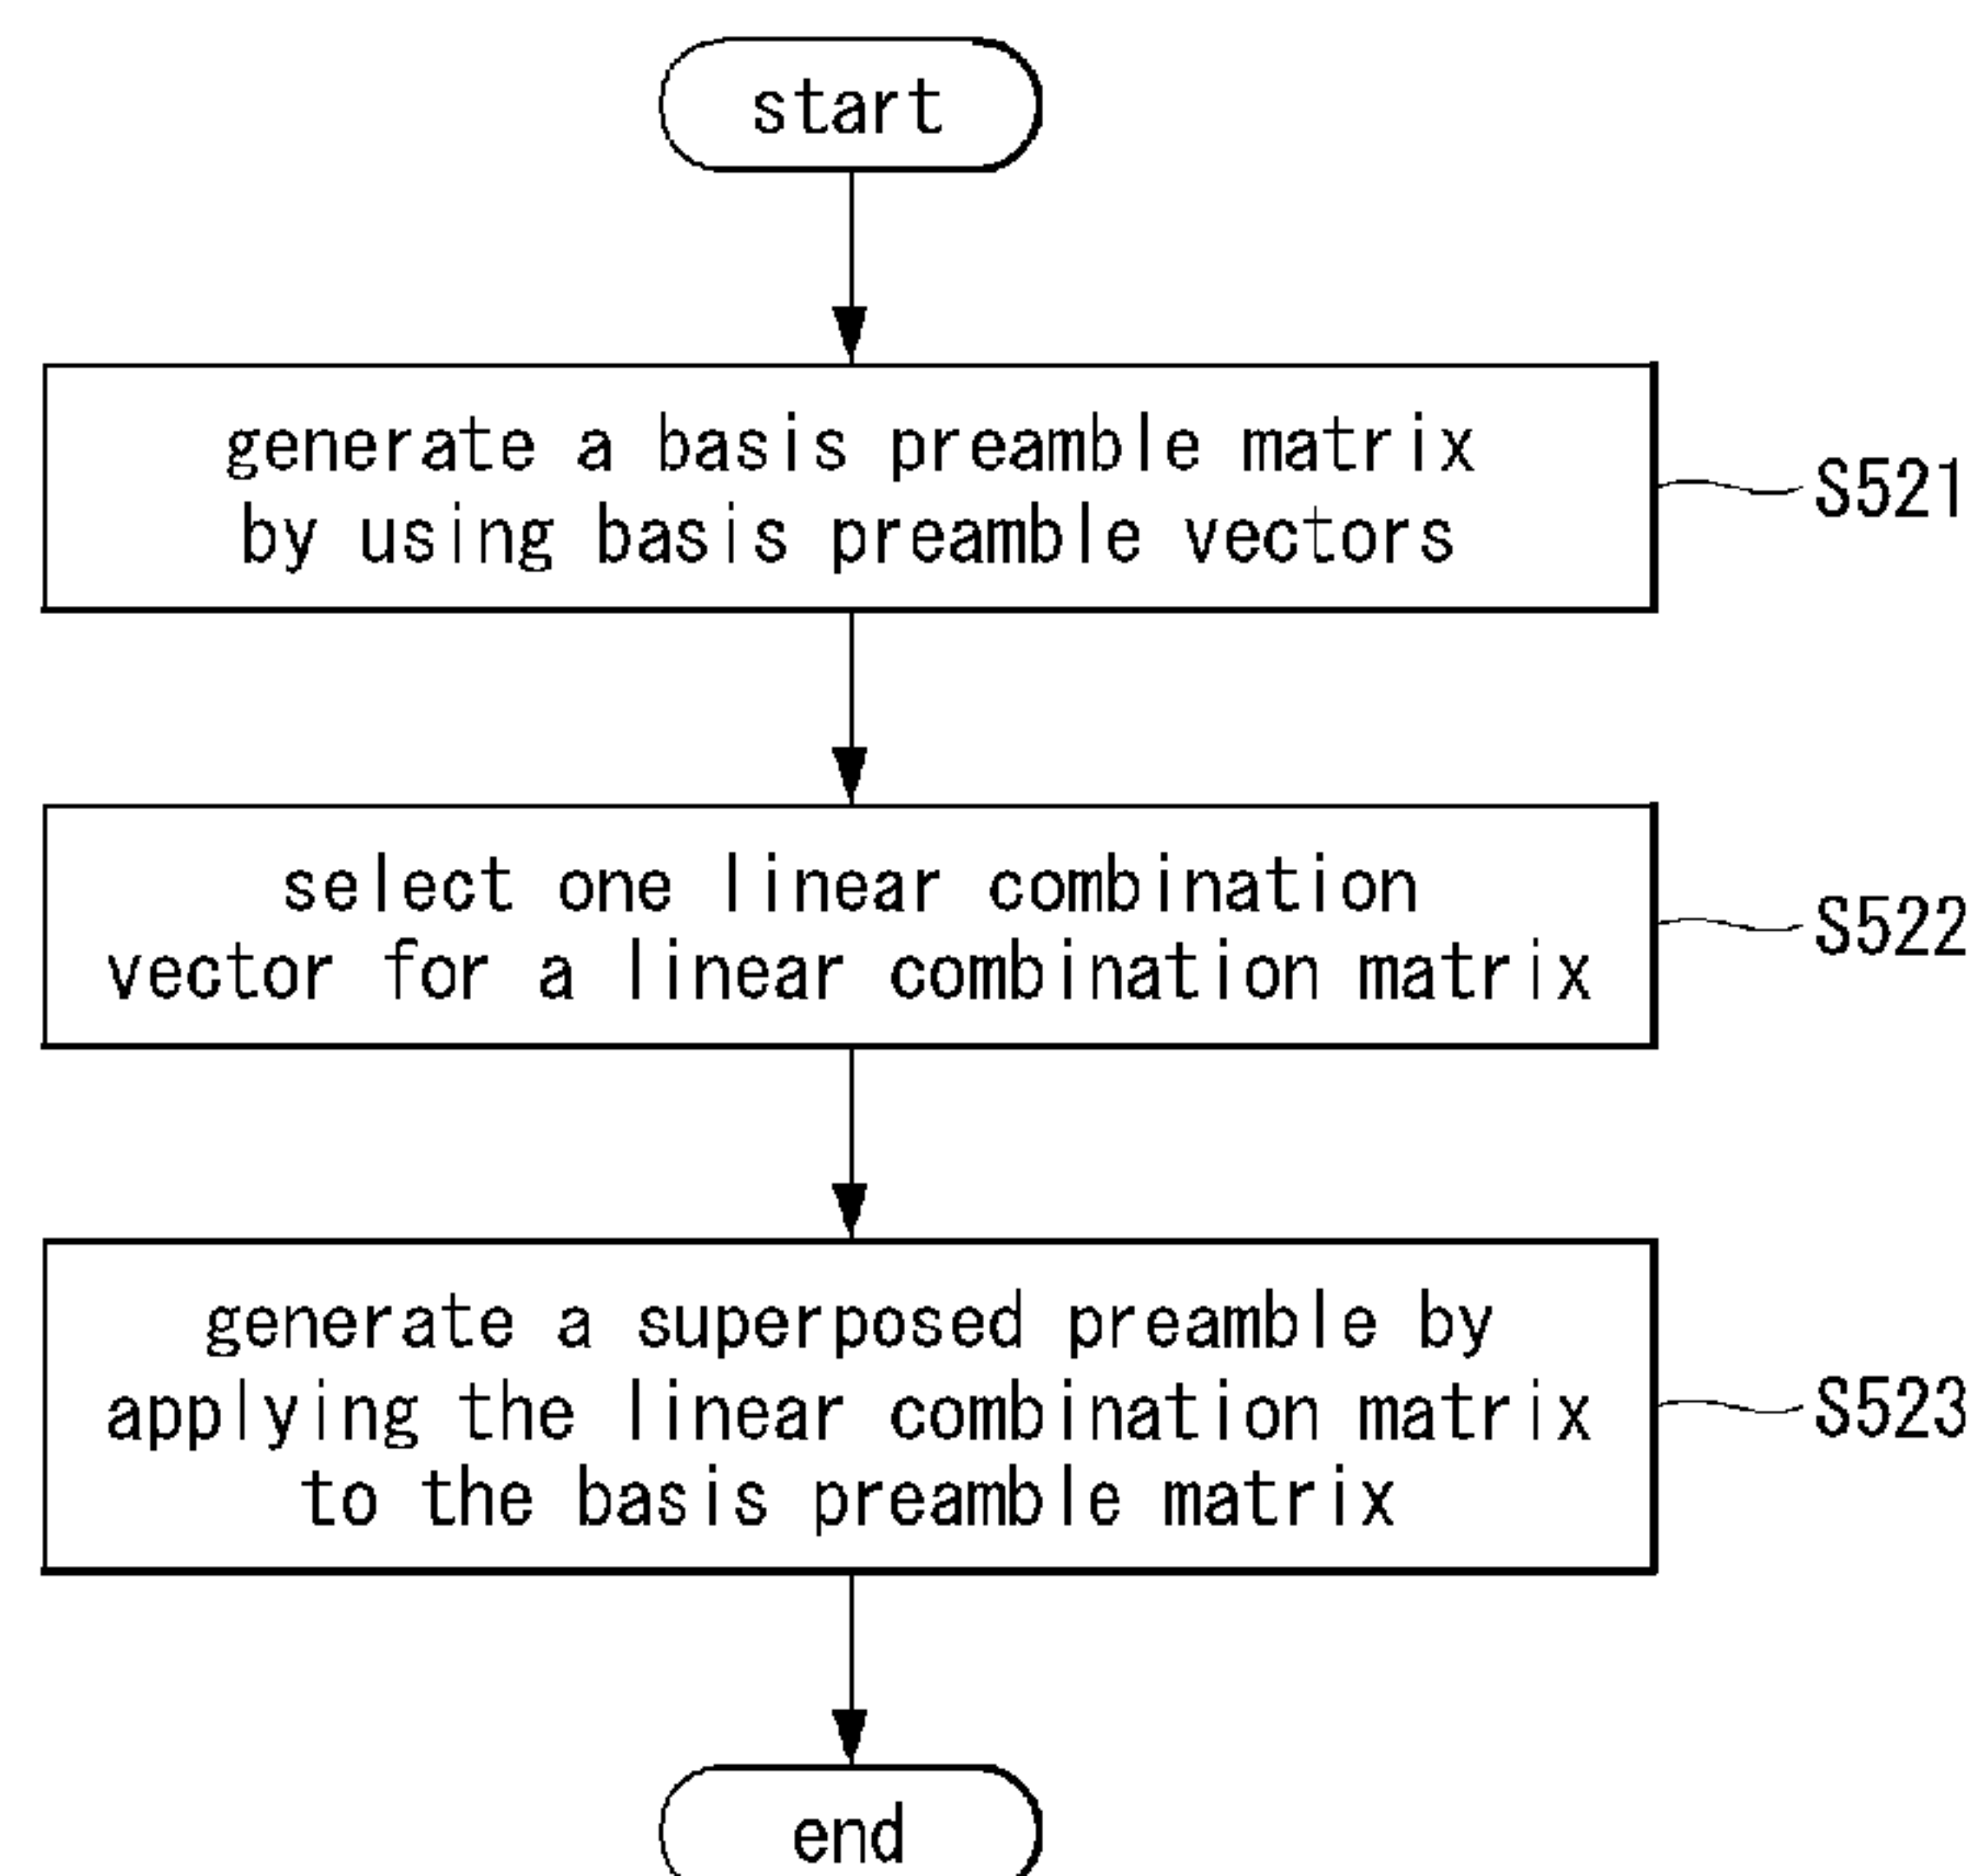 start
generate a basis preamble matrix
by using basis preamble vectors
S521
select one linear combination
vector for a linear combination matrix
S522
generate a superposed preamble by
applying the linear combination matrix
to the basis preamble matrix
S523
end